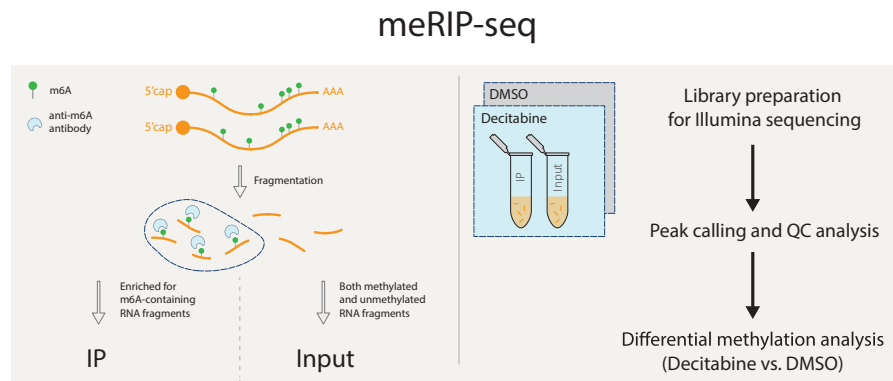 meRIP-seq
m6A
anti-m6A
antibody
5'cap
AAA
5'cap
AAA
Fragmentation
Enriched for
m6A-containing
RNA fragments
Both methylated
and unmethylated
RNA fragments
IP
Input
DMSO
Decitabine
IP
Input
Library preparation
for Illumina sequencing
Peak calling and QC analysis
Differential methylation analysis
(Decitabine vs. DMSO)